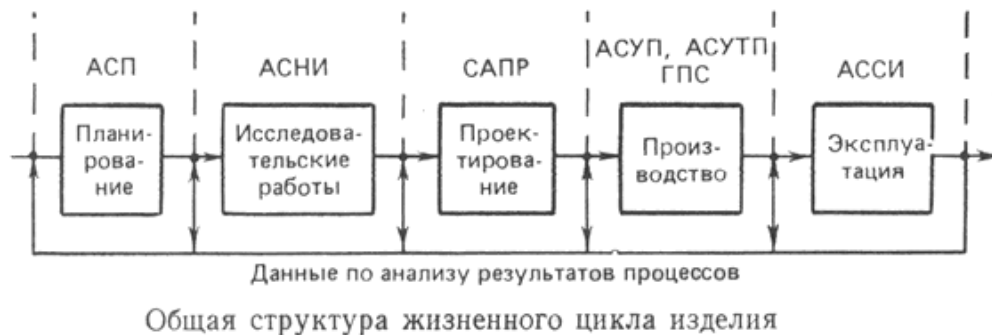 АСП
АСНИ
САПР
АСУП, АСУТП
ГПС
АССИ
Плани-
рова-
ние
Исследова-
тельские
работы
Проек-
тирова-
ние
Произ-
водство
Эксплуа-
тация
Данные по анализу результатов процессов
Общая структура жизненного цикла изделия